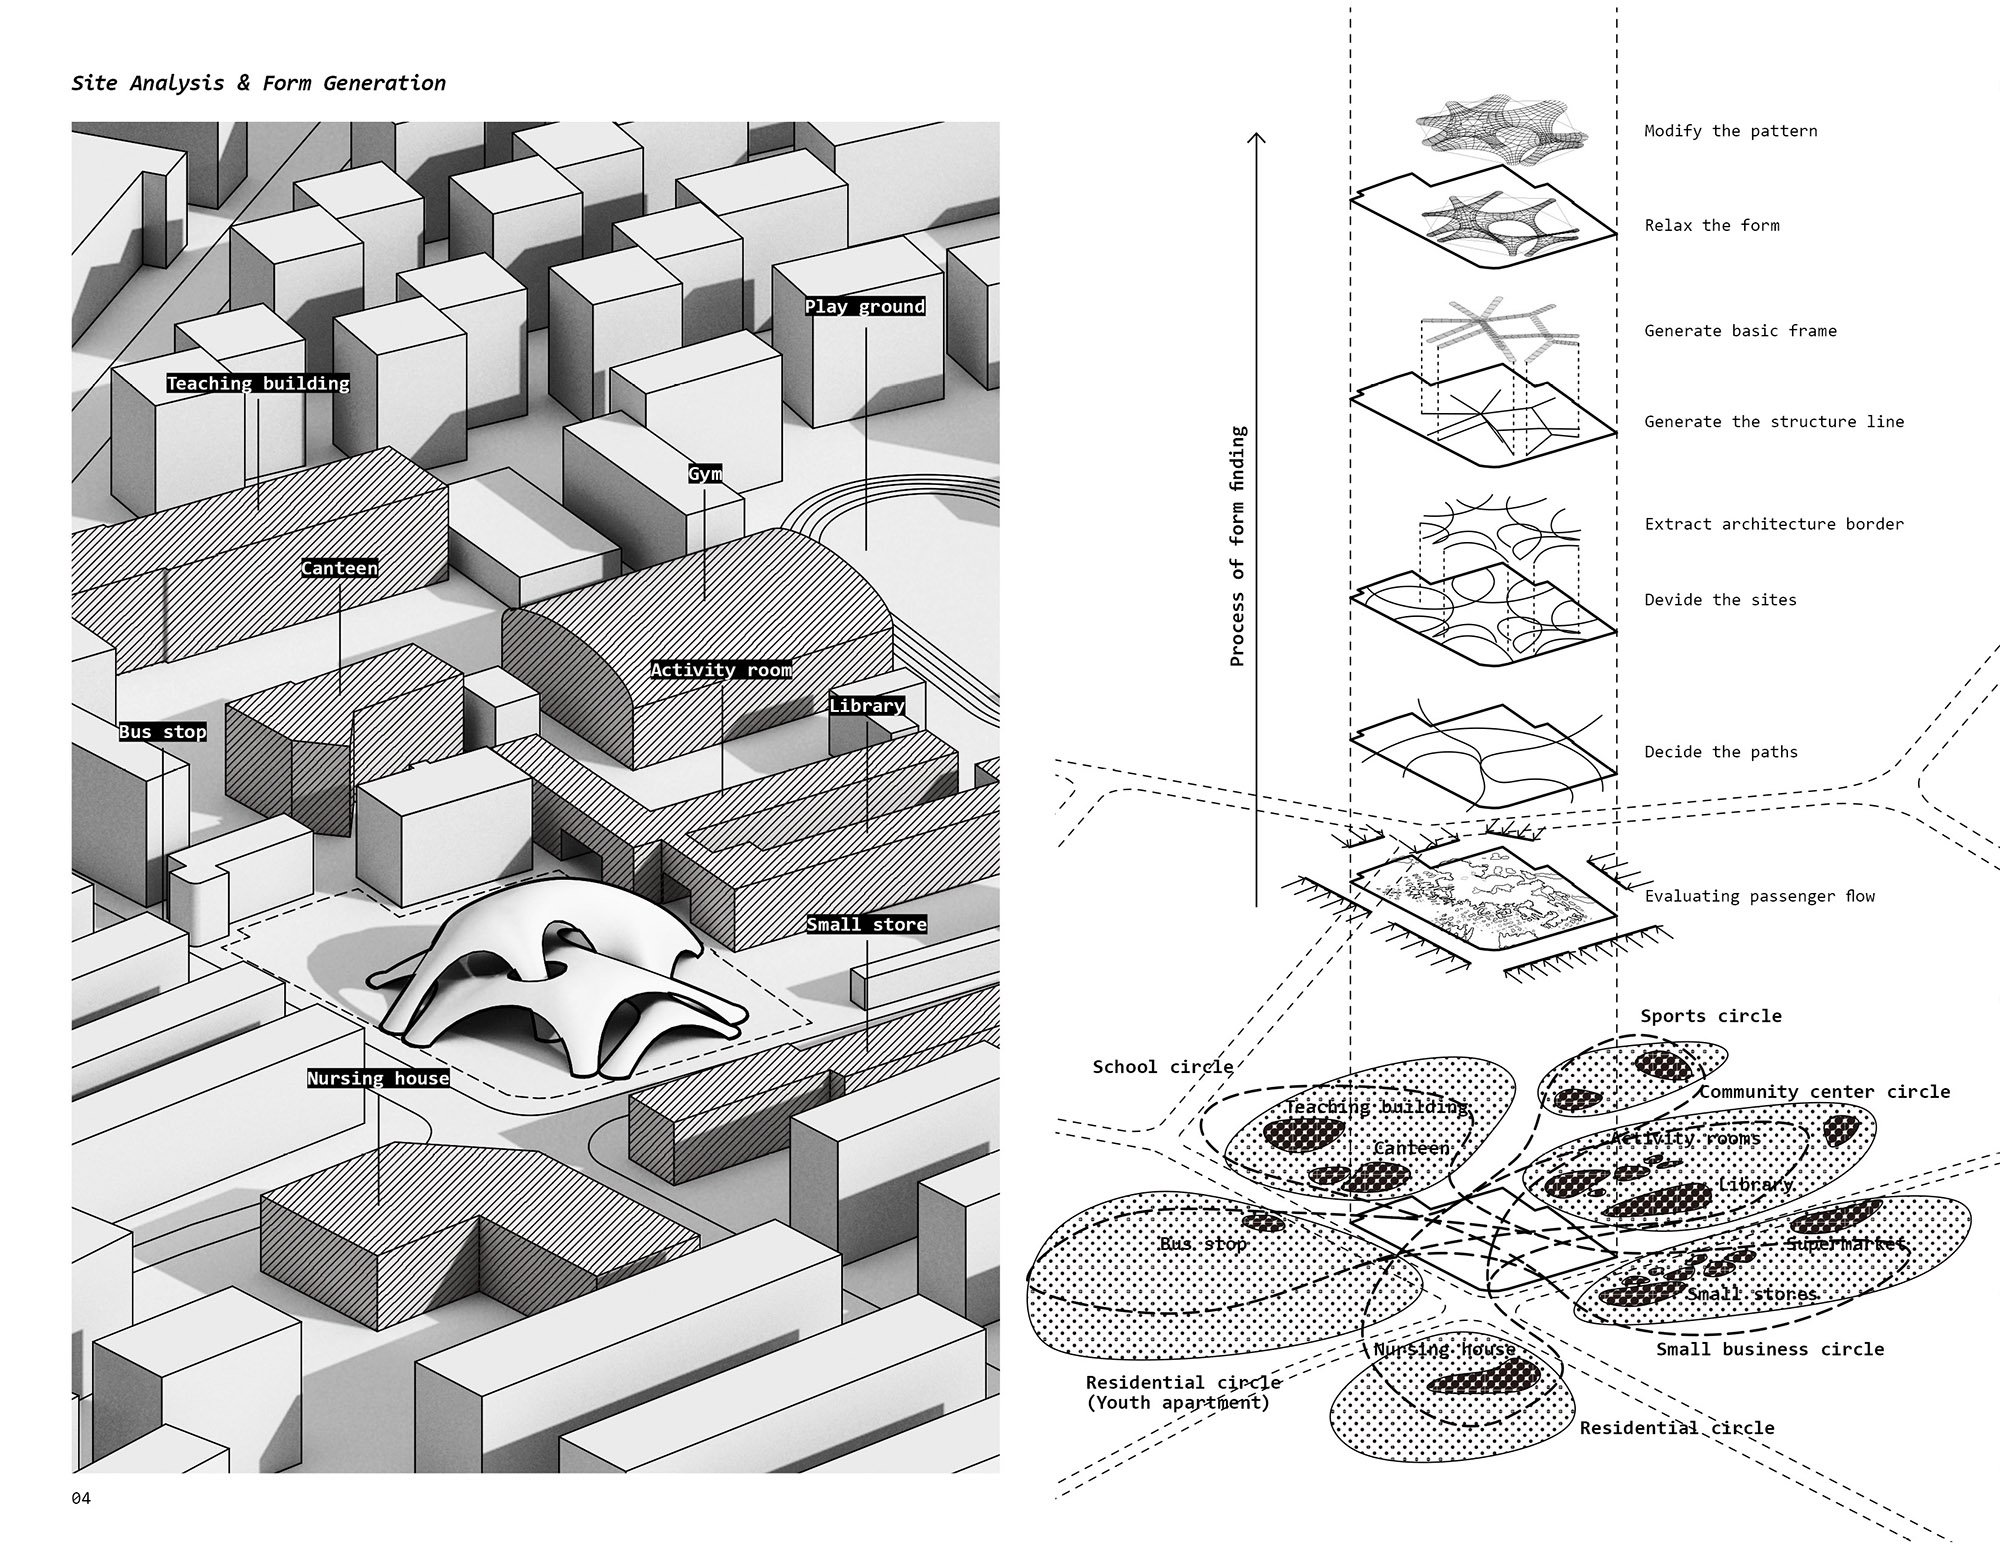 Site Analysis & Form Generation
Play ground
Teaching building
Gym
Canteen
Activity room
Library
Bus stop
Small store
Nursing house
04
Process of form finding
Modify the pattern
Relax the form
Generate basic frame
Generate the structure line
Extract architecture border
Devide the sites
Decide the paths
Evaluating passenger flow
Sports circle
School circle
Community center circle
Teaching building
Canteen
Activity rooms
Library
Bus stop
Supermarket
Small stores
Nursing house
Small business circle
Residential circle
(Youth apartment)
Residential circle